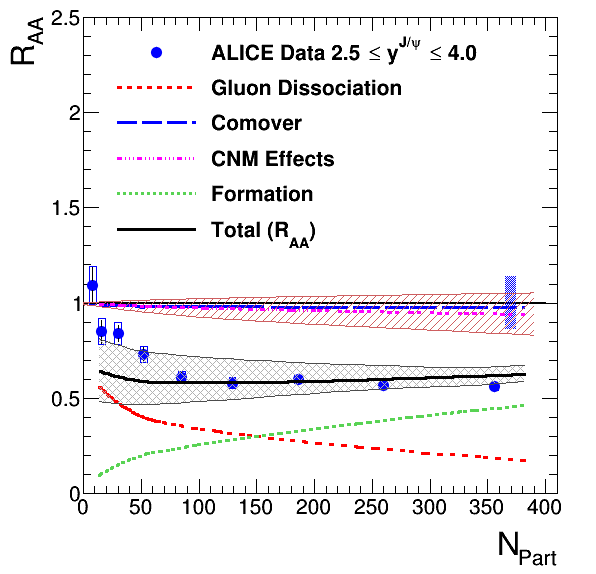 R_AA
2.5
2
1.5
1
0.5
0
ALICE Data 2.5 ≤ y^J/ψ ≤ 4.0
Gluon Dissociation
Comover
CNM Effects
Formation
Total (R_AA)
0 50 100 150 200 250 300 350 400
N_Part